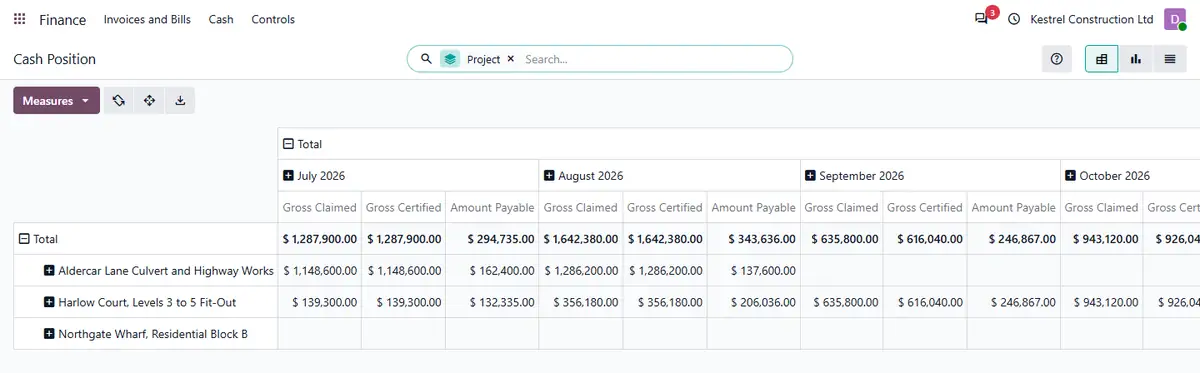 Finance Invoices and Bills Cash Controls 3 Kestrel Construction Ltd D
Cash Position Project × Search...
Measures
Total
July 2026 August 2026 September 2026 October 2026
Gross Claimed Gross Certified Amount Payable Gross Claimed Gross Certified Amount Payable Gross Claimed Gross Certified Amount Payable Gross Claimed Gross Cert
Total $ 1,287,900.00 $ 1,287,900.00 $ 294,735.00 $ 1,642,380.00 $ 1,642,380.00 $ 343,636.00 $ 635,800.00 $ 616,040.00 $ 246,867.00 $ 943,120.00 $ 926,04
Aldercar Lane Culvert and Highway Works $ 1,148,600.00 $ 1,148,600.00 $ 162,400.00 $ 1,286,200.00 $ 1,286,200.00 $ 137,600.00
Harlow Court, Levels 3 to 5 Fit-Out $ 139,300.00 $ 139,300.00 $ 132,335.00 $ 356,180.00 $ 356,180.00 $ 206,036.00 $ 635,800.00 $ 616,040.00 $ 246,867.00 $ 943,120.00 $ 926,04
Northgate Wharf, Residential Block B